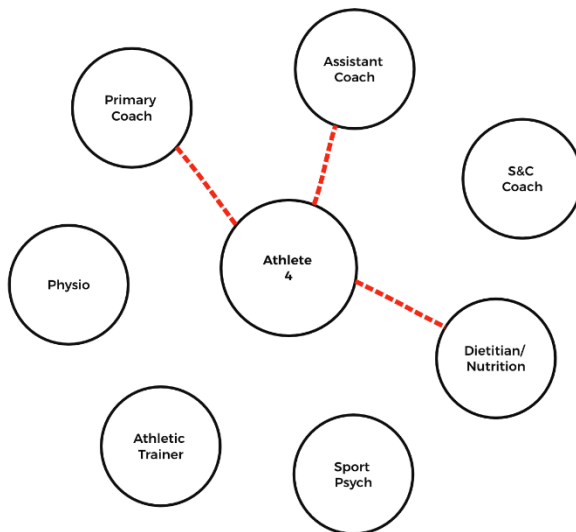 Assistant
Coach
Primary
Coach
S&C
Coach
Athlete
4
Physio
Dietitian/
Nutrition
Athletic
Trainer
Sport
Psych